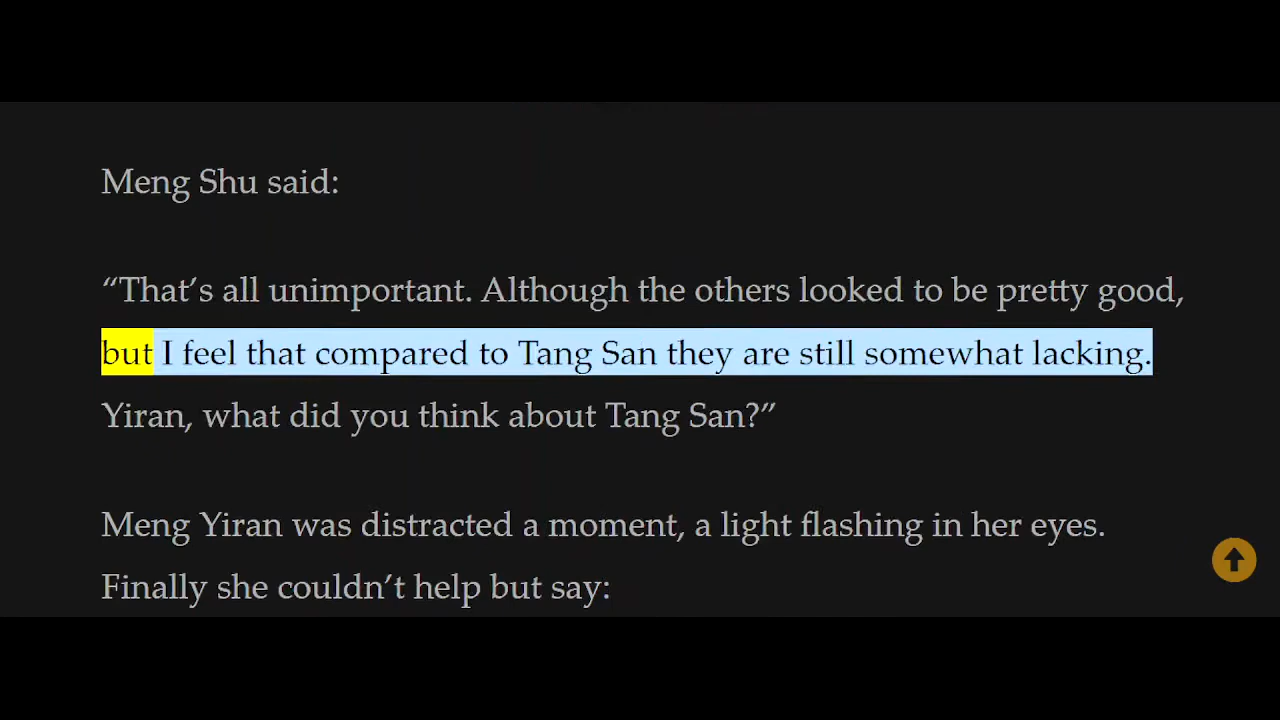 Meng Shu said:
“That’s all unimportant. Although the others looked to be pretty good,
but I feel that compared to Tang San they are still somewhat lacking.
Yiran, what did you think about Tang San?”
Meng Yiran was distracted a moment, a light flashing in her eyes.
Finally she couldn’t help but say: